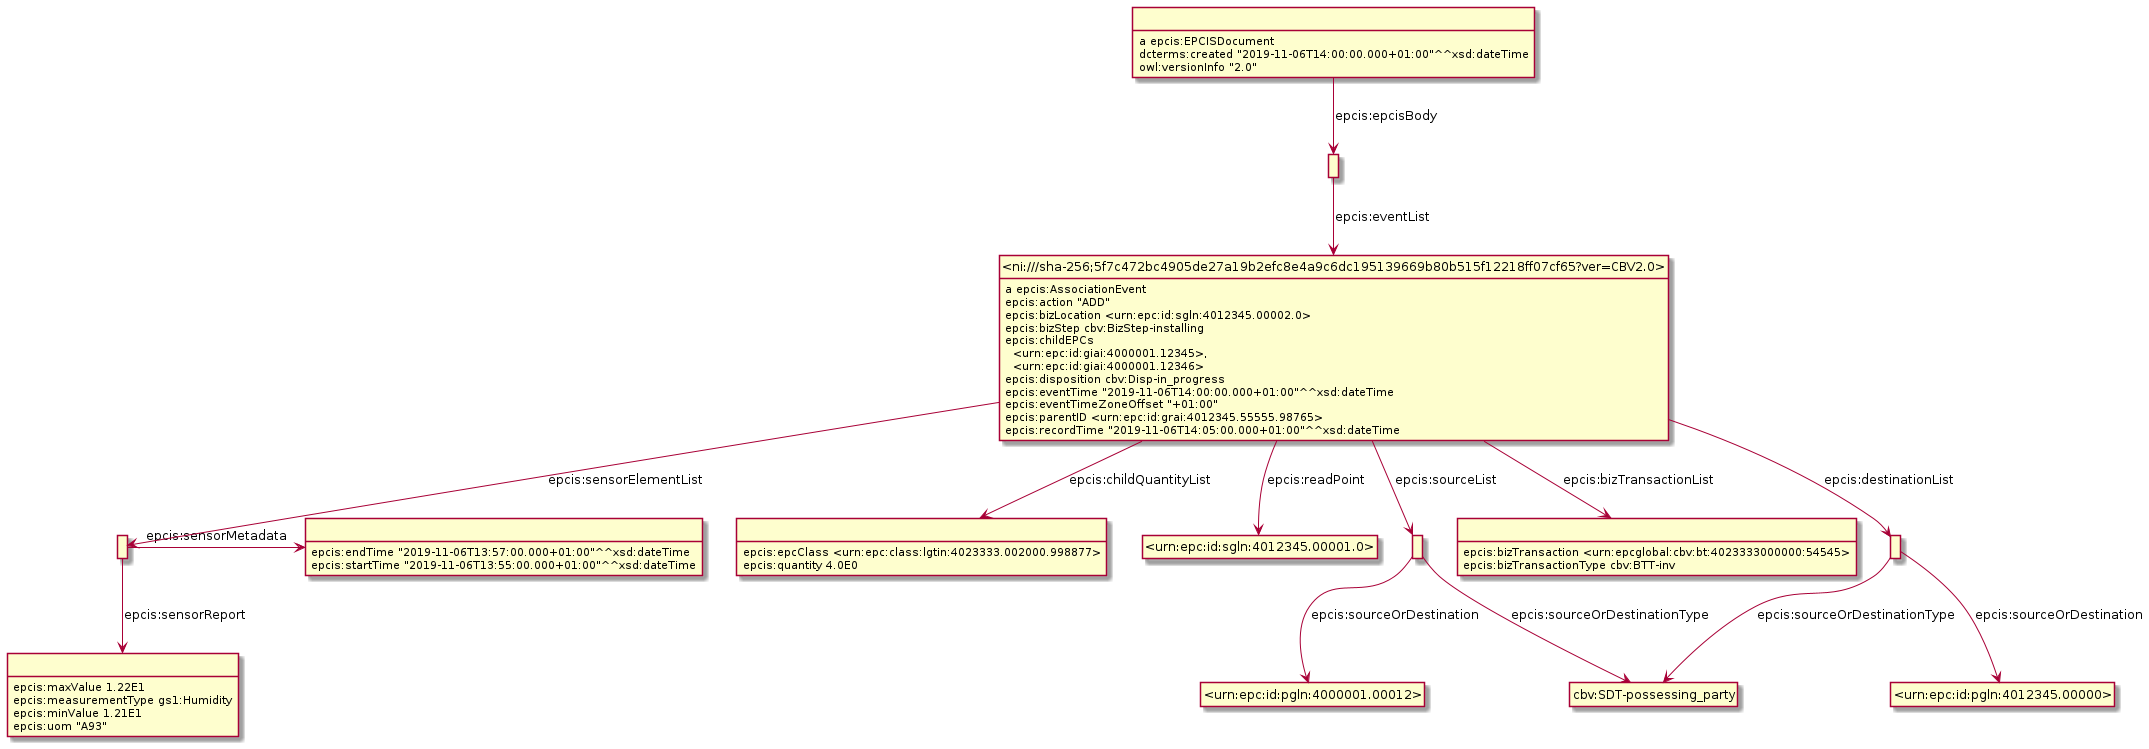 a epcis:EPCISDocument
dcterms:created "2019-11-06T14:00:00.000+01:00"^^xsd:dateTime
owl:versionInfo "2.0"
epcis:epcisBody
epcis:eventList
<ni:///sha-256;5f7c472bc4905de27a19b2efc8e4a9c6dc195139669b80b515f12218ff07cf65?ver=CBV2.0>
a epcis:AssociationEvent
epcis:action "ADD"
epcis:bizLocation <urn:epc:id:sgln:4012345.00002.0>
epcis:bizStep cbv:BizStep-installing
epcis:childEPCs
<urn:epc:id:giai:4000001.12345>,
<urn:epc:id:giai:4000001.12346>
epcis:disposition cbv:Disp-in_progress
epcis:eventTime "2019-11-06T14:00:00.000+01:00"^^xsd:dateTime
epcis:eventTimeZoneOffset "+01:00"
epcis:parentID <urn:epc:id:grai:4012345.55555.98765>
epcis:recordTime "2019-11-06T14:05:00.000+01:00"^^xsd:dateTime
epcis:sensorElementList
epcis:childQuantityList
epcis:readPoint
epcis:sourceList
epcis:bizTransactionList
epcis:destinationList
epcis:sensorMetadata
epcis:endTime "2019-11-06T13:57:00.000+01:00"^^xsd:dateTime
epcis:startTime "2019-11-06T13:55:00.000+01:00"^^xsd:dateTime
epcis:epcClass <urn:epc:class:lgtin:4023333.002000.998877>
epcis:quantity 4.0E0
<urn:epc:id:sgln:4012345.00001.0>
epcis:bizTransaction <urn:epcglobal:cbv:bt:4023333000000:54545>
epcis:bizTransactionType cbv:BTT-inv
epcis:sensorReport
epcis:sourceOrDestination
epcis:sourceOrDestinationType
epcis:sourceOrDestinationType
epcis:sourceOrDestination
epcis:maxValue 1.22E1
epcis:measurementType gs1:Humidity
epcis:minValue 1.21E1
epcis:uom "A93"
<urn:epc:id:pgln:4000001.00012>
cbv:SDT-possessing_party
<urn:epc:id:pgln:4012345.00000>